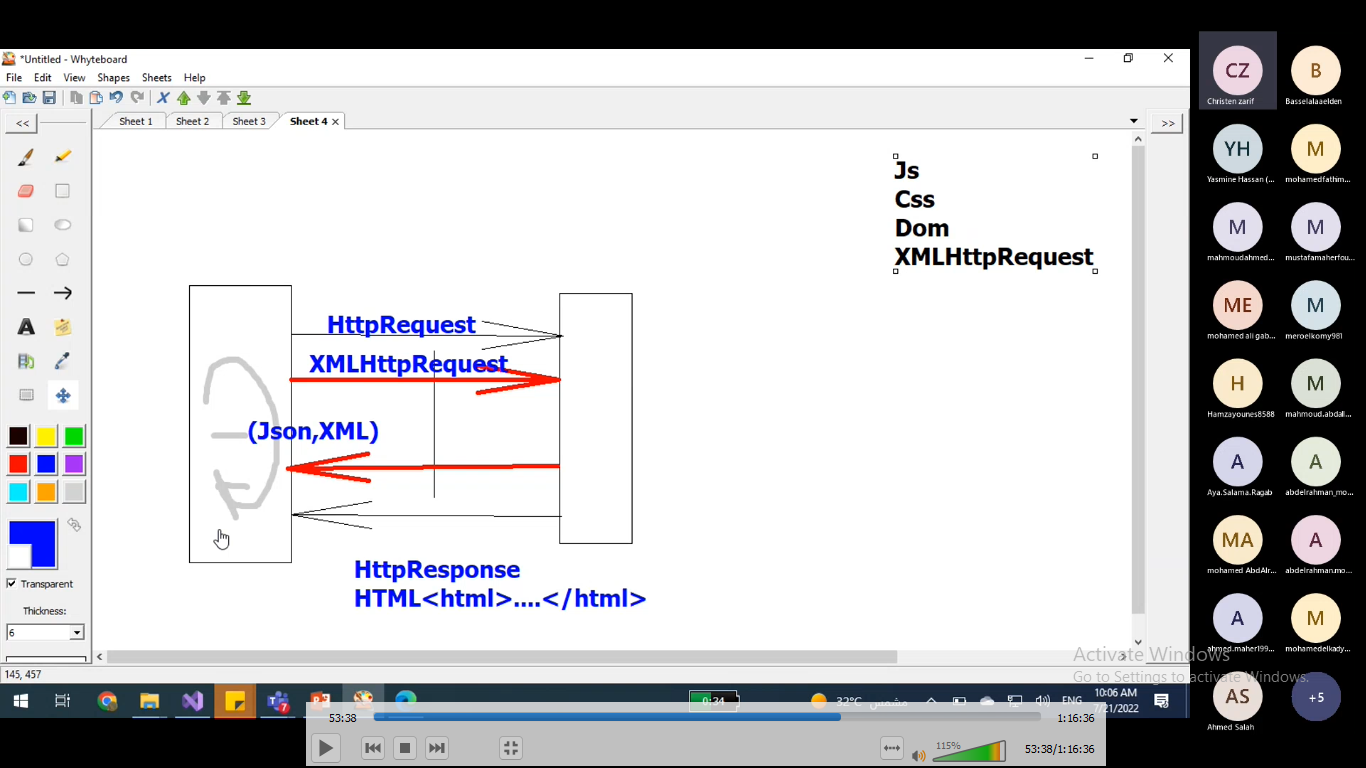 *Untitled - Whyteboard
File Edit View Shapes Sheets Help
<< Sheet 1 Sheet 2 Sheet 3 Sheet 4 >>
Js
Css
Dom
XMLHttpRequest
HttpRequest
XMLHttpRequest
(Json,XML)
HttpResponse
HTML<html>....</html>
A
Transparent
Thickness:
6
145, 457
CZ
Christen zarif
B
Basselalaaelden
YH
Yasmine Hassan (...
M
mohamedfathim...
M
mahmoudahmed...
M
mustafamaherfou...
ME
mohamed ali gab...
M
meroelkomy981
H
Hamzayounes8588
M
mahmoud.abdall...
A
Aya.Salama.Ragab
A
abdelrahman_mo...
MA
mohamed AbdAlr...
A
abdelrahman.mo...
A
ahmed.maher199...
M
mohamedelkady...
AS
Ahmed Salah
+5
Activate Windows
Go to Settings to activate Windows.
0:34
32°C مشمس
ENG
10:06 AM
7/21/2022
53:38
1:16:36
115%
53:38/1:16:36